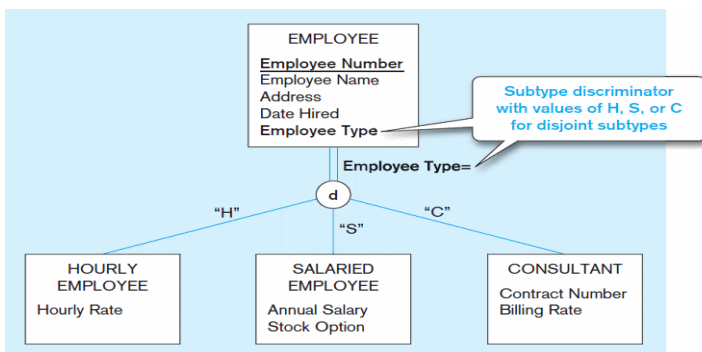 EMPLOYEE
Employee Number
Employee Name
Address
Date Hired
Employee Type
Subtype discriminator
with values of H, S, or C
for disjoint subtypes
Employee Type=
d
“H”
“S”
“C”
HOURLY
EMPLOYEE
Hourly Rate
SALARIED
EMPLOYEE
Annual Salary
Stock Option
CONSULTANT
Contract Number
Billing Rate